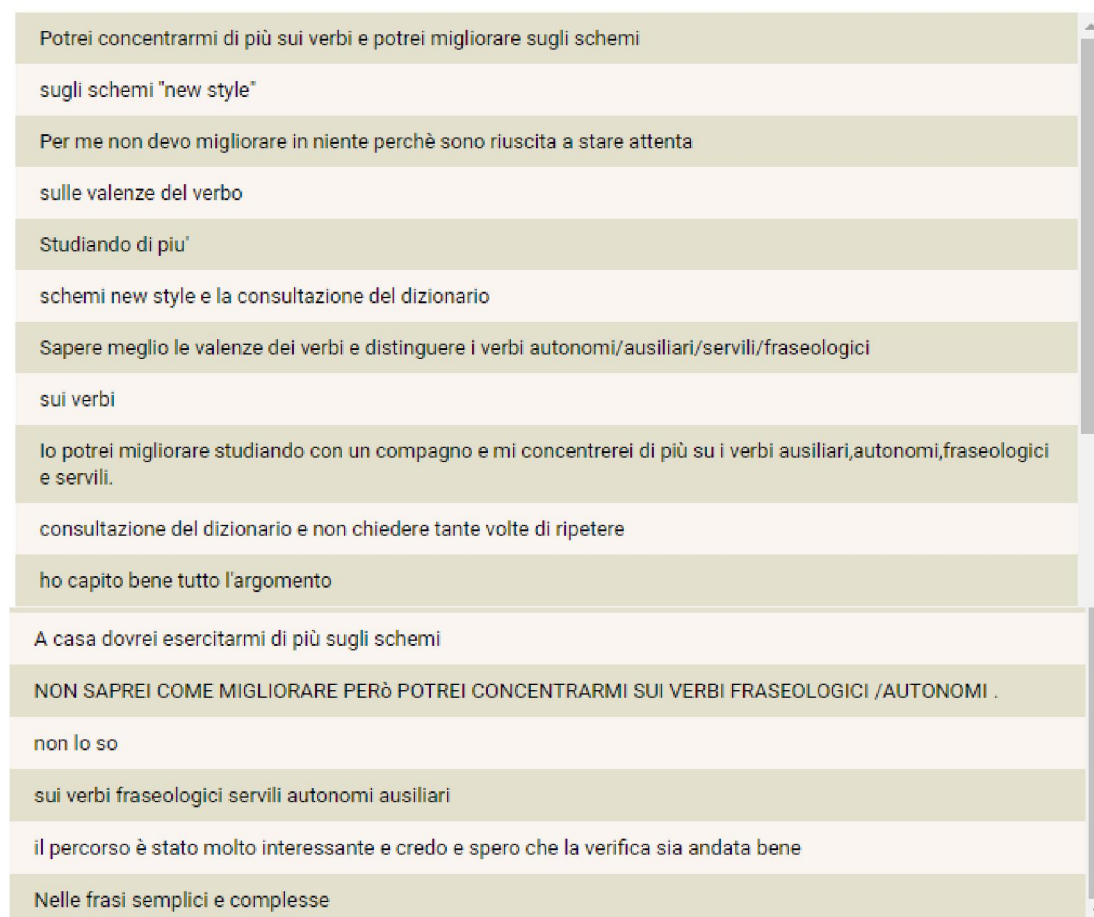 Potrei concentrarmi di più sui verbi e potrei migliorare sugli schemi
sugli schemi "new style"
Per me non devo migliorare in niente perchè sono riuscita a stare attenta
sulle valenze del verbo
Studiando di piu'
schemi new style e la consultazione del dizionario
Sapere meglio le valenze dei verbi e distinguere i verbi autonomi/ausiliari/servili/fraseologici
sui verbi
Io potrei migliorare studiando con un compagno e mi concentrerei di più su i verbi ausiliari,autonomi,fraseologici
e servili.
consultazione del dizionario e non chiedere tante volte di ripetere
ho capito bene tutto l'argomento
A casa dovrei esercitarmi di più sugli schemi
NON SAPREI COME MIGLIORARE PERò POTREI CONCENTRARMI SUI VERBI FRASEOLOGICI /AUTONOMI .
non lo so
sui verbi fraseologici servili autonomi ausiliari
il percorso è stato molto interessante e credo e spero che la verifica sia andata bene
Nelle frasi semplici e complesse